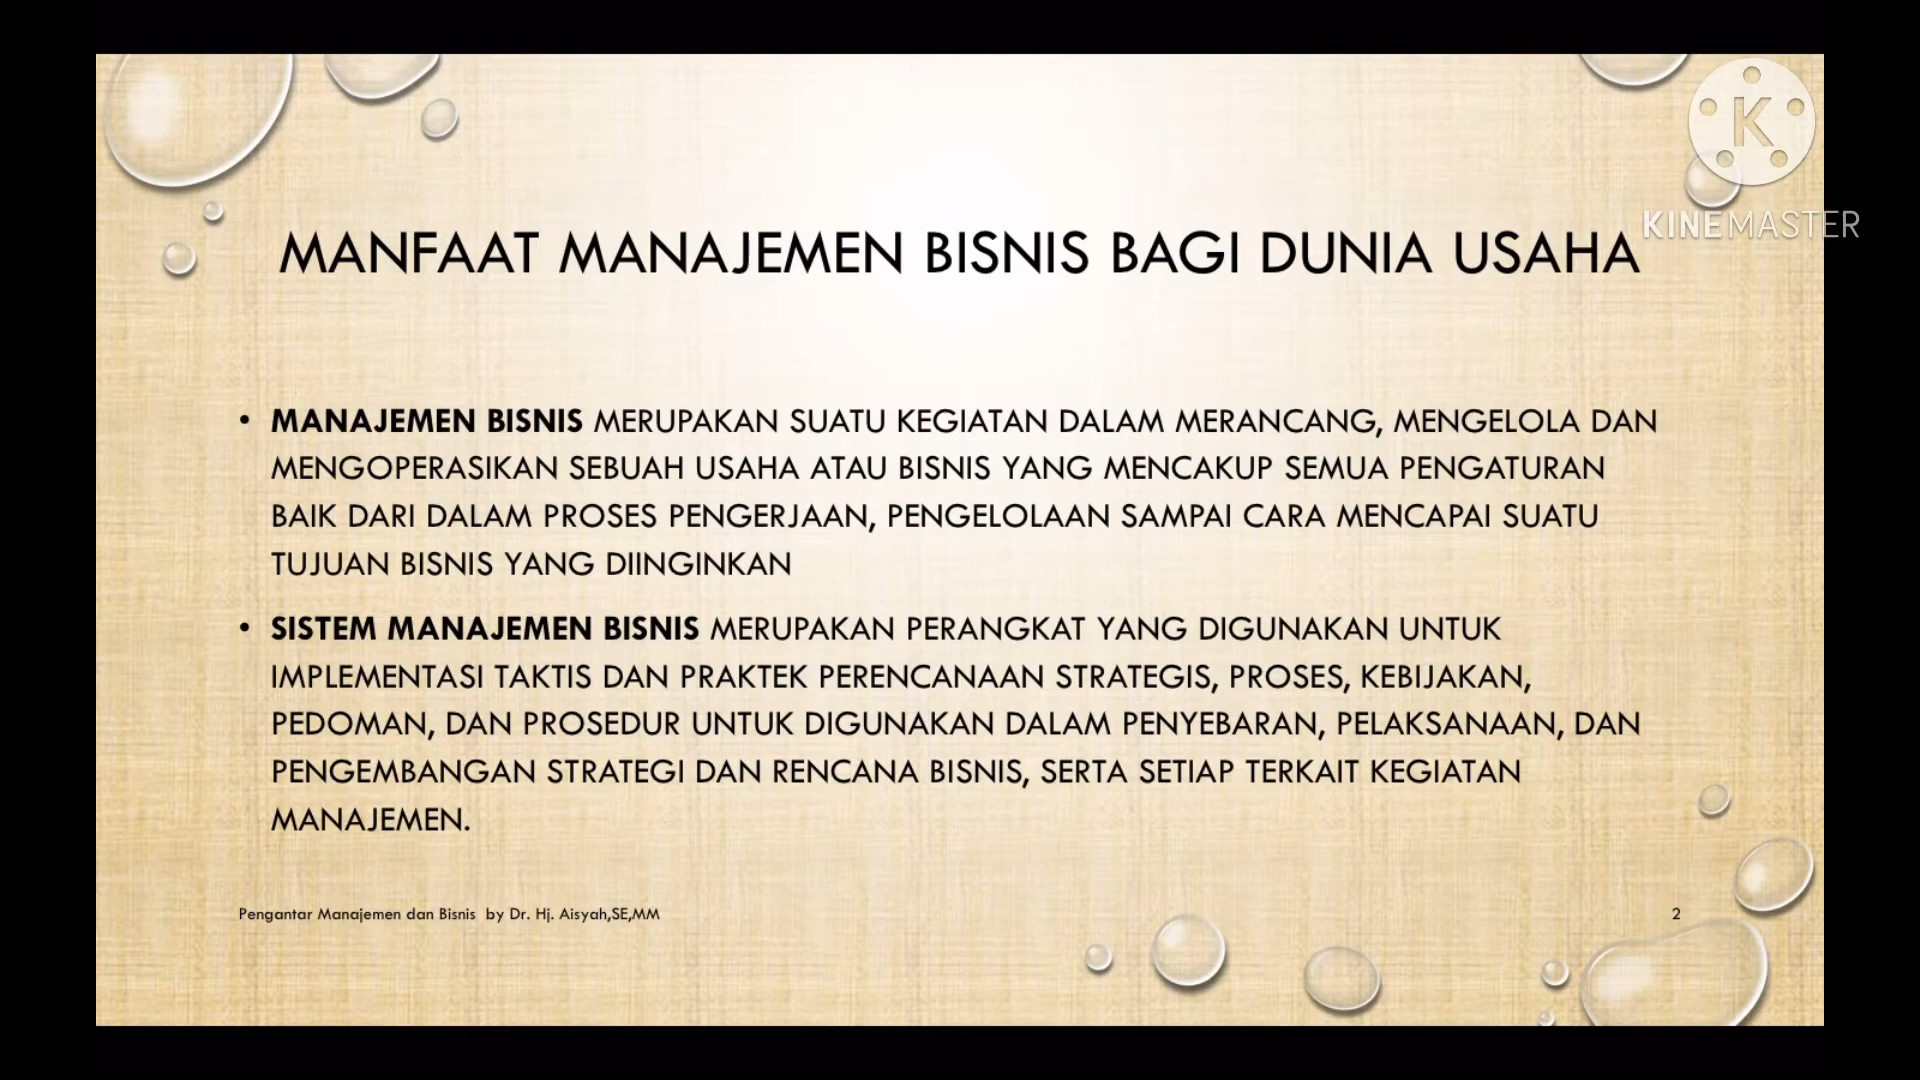 MANFAAT MANAJEMEN BISNIS BAGI DUNIA USAHA
K
KINEMASTER
• MANAJEMEN BISNIS MERUPAKAN SUATU KEGIATAN DALAM MERANCANG, MENGELOLA DAN
MENGOPERASIKAN SEBUAH USAHA ATAU BISNIS YANG MENCAKUP SEMUA PENGATURAN
BAIK DARI DALAM PROSES PENGERJAAN, PENGELOLAAN SAMPAI CARA MENCAPAI SUATU
TUJUAN BISNIS YANG DIINGINKAN
• SISTEM MANAJEMEN BISNIS MERUPAKAN PERANGKAT YANG DIGUNAKAN UNTUK
IMPLEMENTASI TAKTIS DAN PRAKTEK PERENCANAAN STRATEGIS, PROSES, KEBIJAKAN,
PEDOMAN, DAN PROSEDUR UNTUK DIGUNAKAN DALAM PENYEBARAN, PELAKSANAAN, DAN
PENGEMBANGAN STRATEGI DAN RENCANA BISNIS, SERTA SETIAP TERKAIT KEGIATAN
MANAJEMEN.
Pengantar Manajemen dan Bisnis by Dr. Hj. Aisyah,SE,MM
2